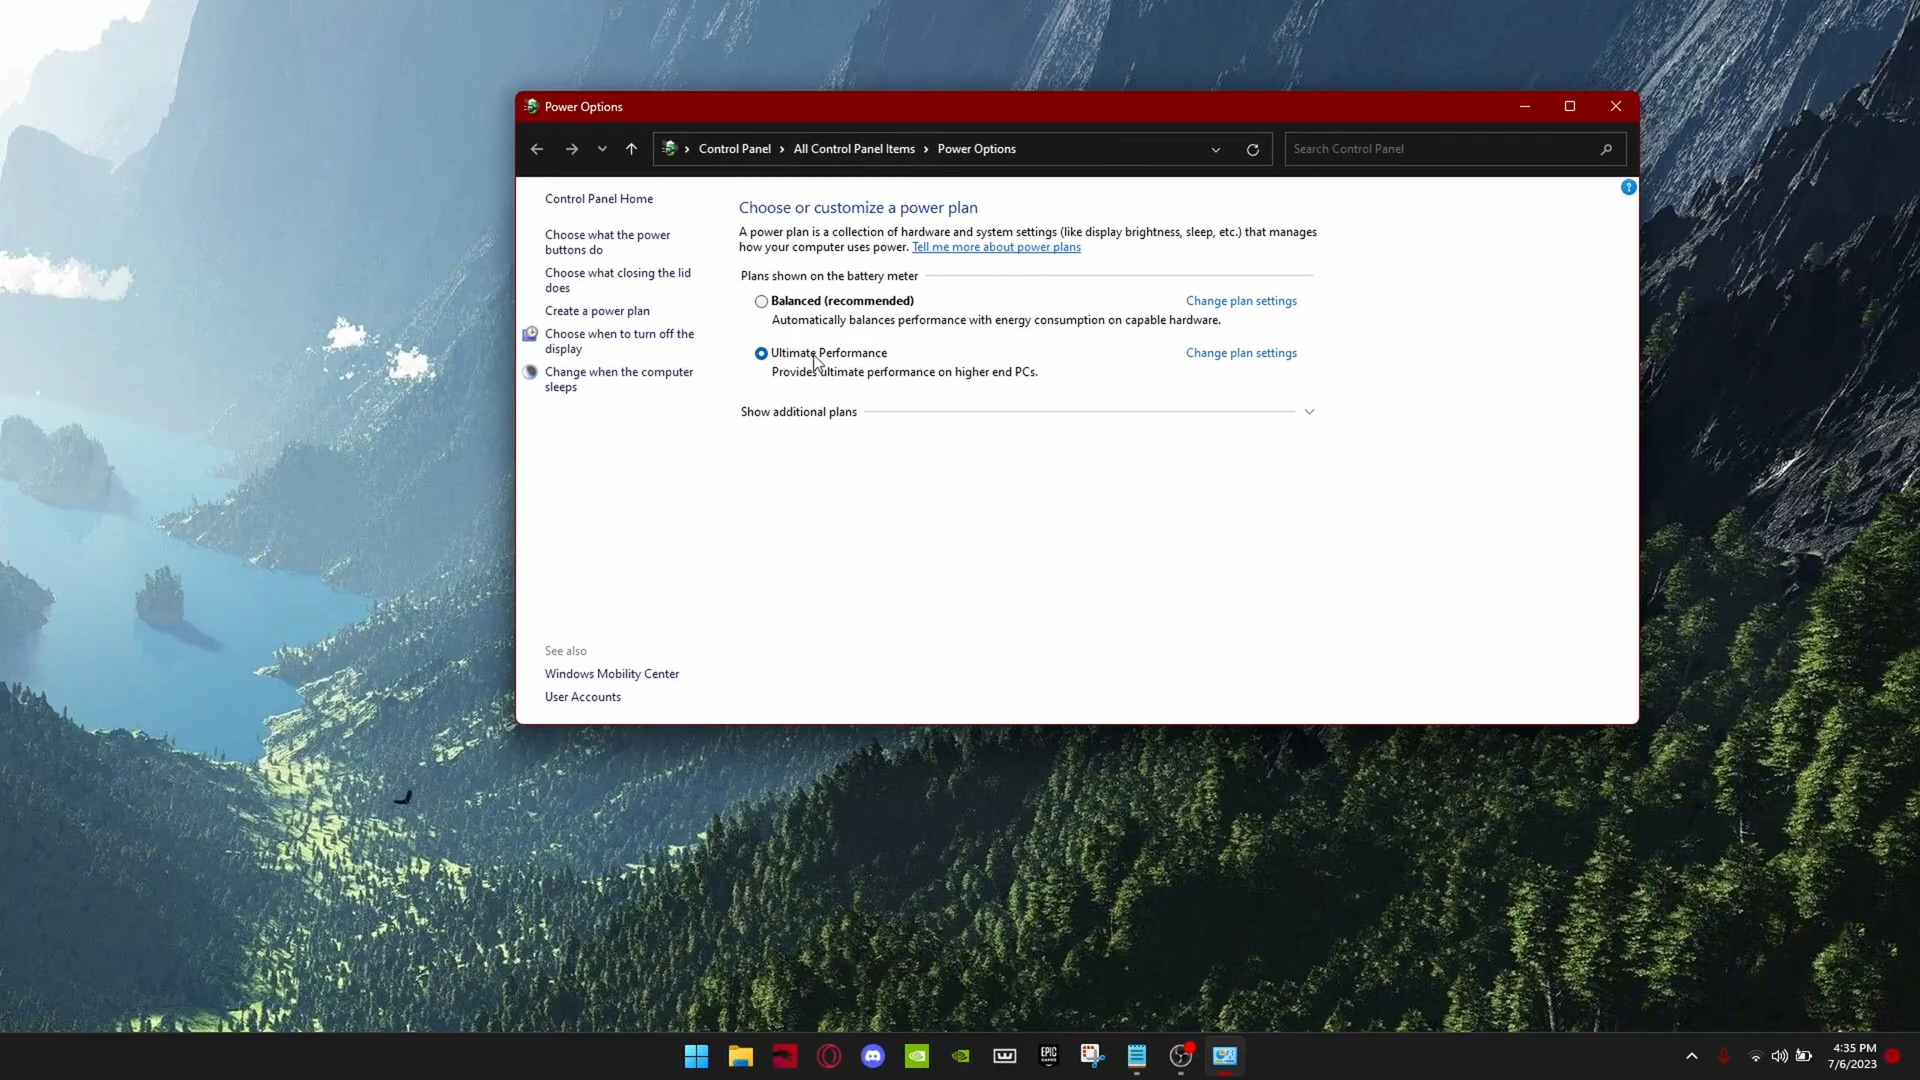 Power Options
Control Panel
All Control Panel Items
Power Options
Search Control Panel
Control Panel Home
Choose what the power
buttons do
Choose what closing the lid
does
Create a power plan
Choose when to turn off the
display
Change when the computer
sleeps
Choose or customize a power plan
A power plan is a collection of hardware and system settings (like display brightness, sleep, etc.) that manages
how your computer uses power. Tell me more about power plans
Plans shown on the battery meter
Balanced (recommended)
Change plan settings
Automatically balances performance with energy consumption on capable hardware.
Ultimate Performance
Change plan settings
Provides ultimate performance on higher end PCs.
Show additional plans
See also
Windows Mobility Center
User Accounts
EPIC
GAMES
4:35 PM
7/6/2023